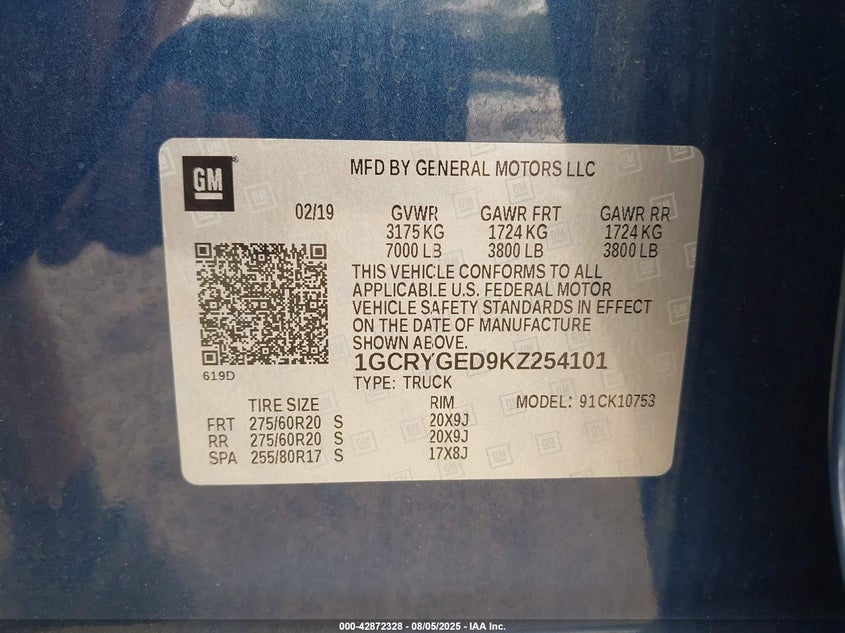 GM
MFD BY GENERAL MOTORS LLC
02/19 GVWR GAWR FRT GAWR RR
3175 KG 1724 KG 1724 KG
7000 LB 3800 LB 3800 LB
THIS VEHICLE CONFORMS TO ALL
APPLICABLE U.S. FEDERAL MOTOR
VEHICLE SAFETY STANDARDS IN EFFECT
ON THE DATE OF MANUFACTURE
SHOWN ABOVE.
1GCRYGED9KZ254101
619D
TYPE: TRUCK
TIRE SIZE RIM MODEL: 91CK10753
FRT 275/60R20 S 20X9J
RR 275/60R20 S 20X9J
SPA 255/80R17 S 17X8J
000-42872328 - 08/05/2025 - IAA Inc.